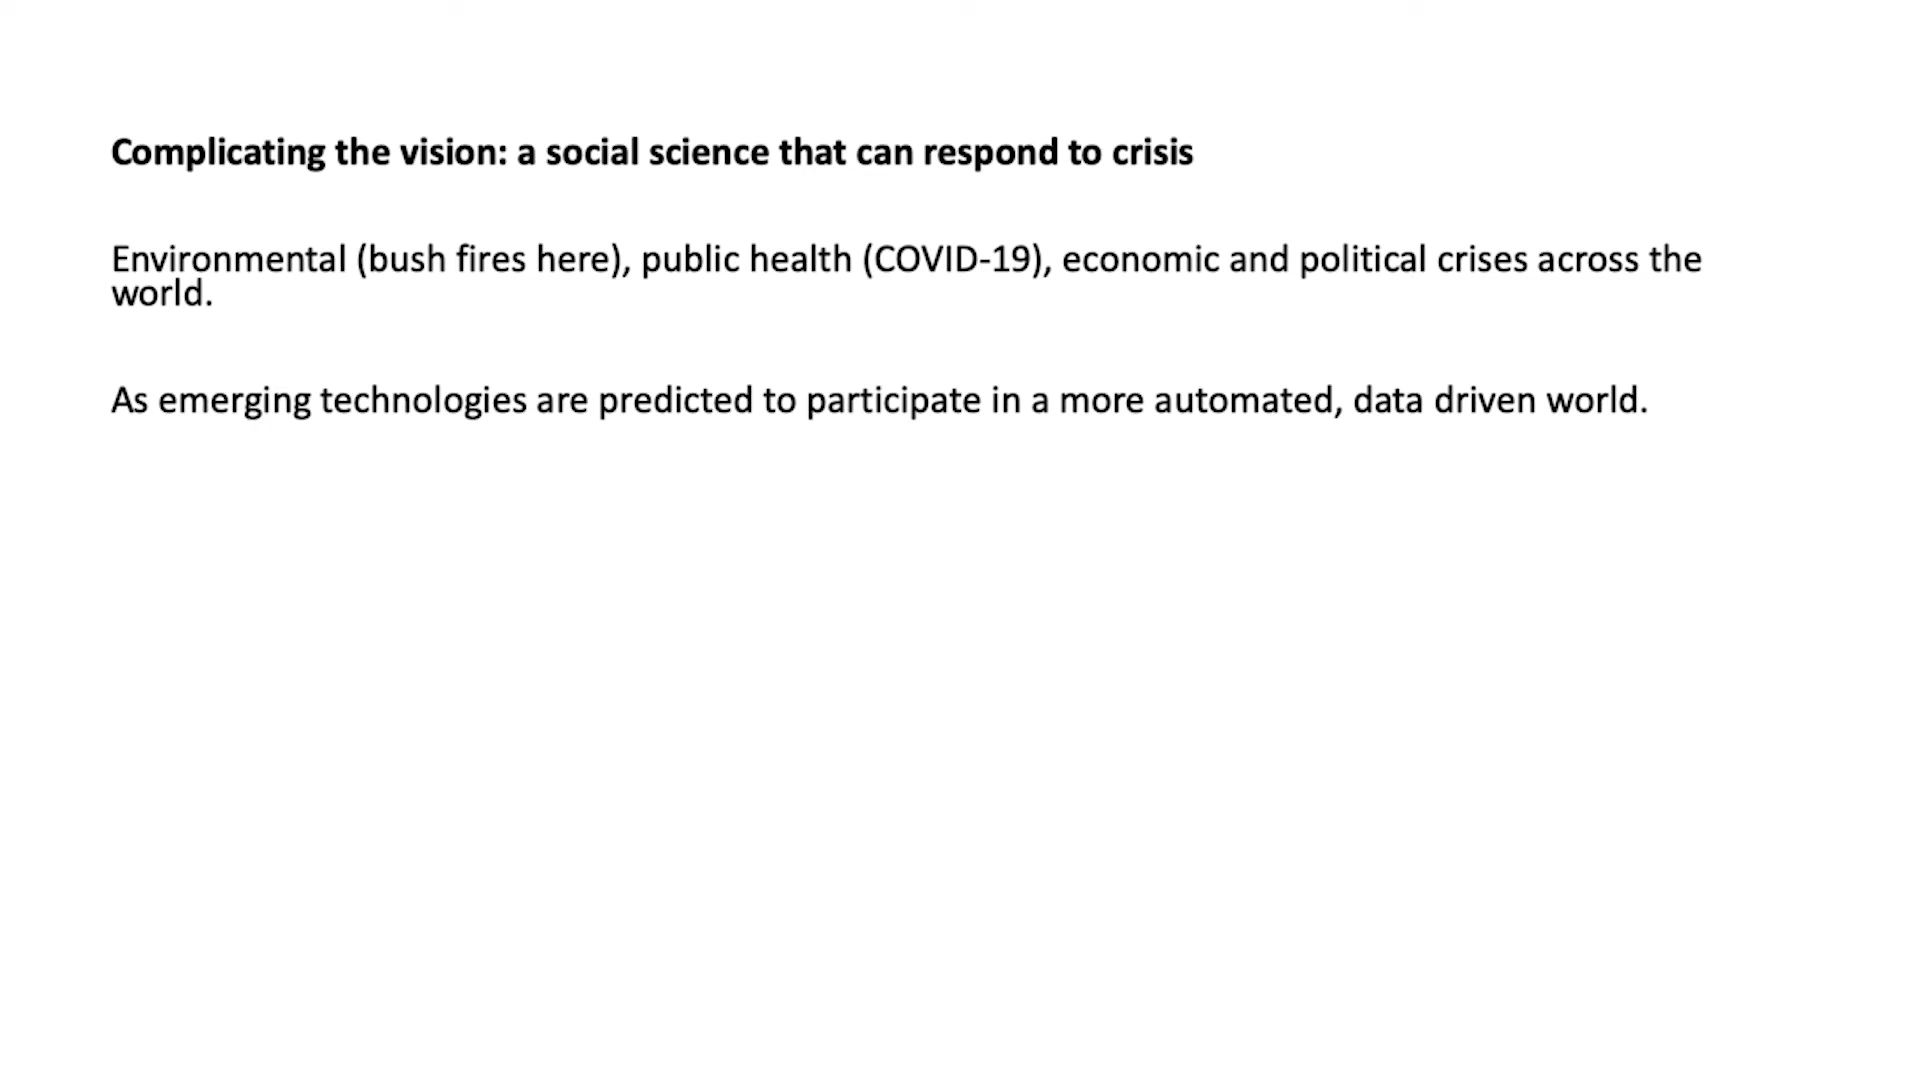 Complicating the vision: a social science that can respond to crisis
Environmental (bush fires here), public health (COVID-19), economic and political crises across the
world.
As emerging technologies are predicted to participate in a more automated, data driven world.